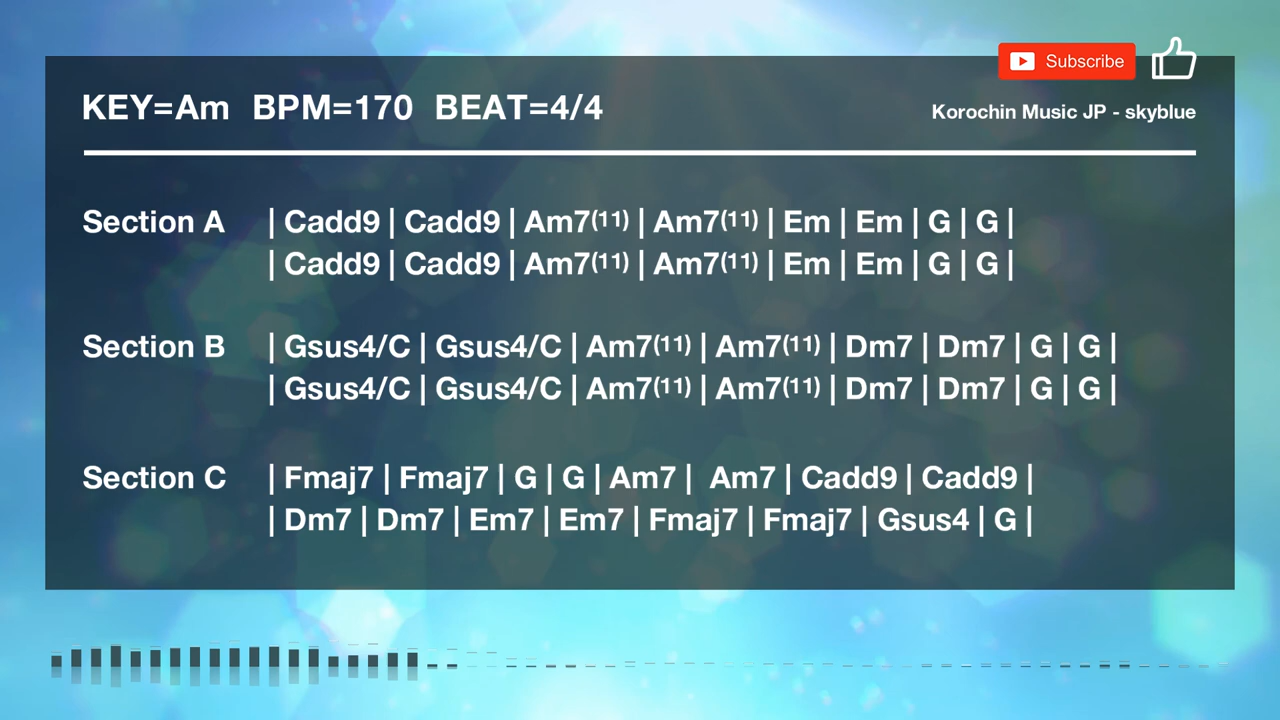 Subscribe
KEY=Am BPM=170 BEAT=4/4
Korochin Music JP - skyblue
Section A | Cadd9 | Cadd9 | Am7(11) | Am7(11) | Em | Em | G | G |
| Cadd9 | Cadd9 | Am7(11) | Am7(11) | Em | Em | G | G |
Section B | Gsus4/C | Gsus4/C | Am7(11) | Am7(11) | Dm7 | Dm7 | G | G |
| Gsus4/C | Gsus4/C | Am7(11) | Am7(11) | Dm7 | Dm7 | G | G |
Section C | Fmaj7 | Fmaj7 | G | G | Am7 | Am7 | Cadd9 | Cadd9 |
| Dm7 | Dm7 | Em7 | Em7 | Fmaj7 | Fmaj7 | Gsus4 | G |